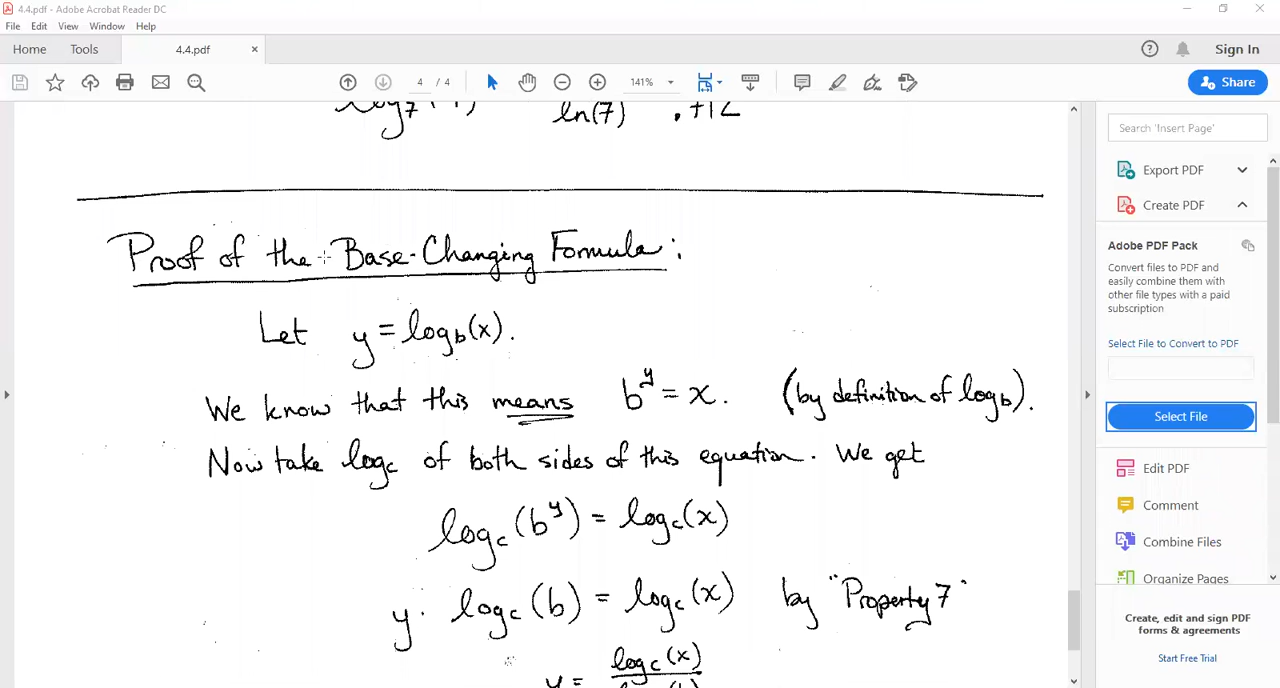 4.4.pdf - Adobe Acrobat Reader DC
File Edit View Window Help
Home Tools 4.4.pdf × Sign In
4 / 4 141% Share
ln(7)
Proof of the Base-Changing Formula:
Let y = log_b(x).
We know that this means b^y = x. (by definition of log_b).
Now take log_c of both sides of this equation. We get
log_c(b^y) = log_c(x)
y · log_c(b) = log_c(x) by "Property 7"
y = log_c(x)
Search 'Insert Page'
Export PDF
Create PDF
Adobe PDF Pack
Convert files to PDF and
easily combine them with
other file types with a paid
subscription
Select File to Convert to PDF
Select File
Edit PDF
Comment
Combine Files
Organize Pages
Create, edit and sign PDF
forms & agreements
Start Free Trial